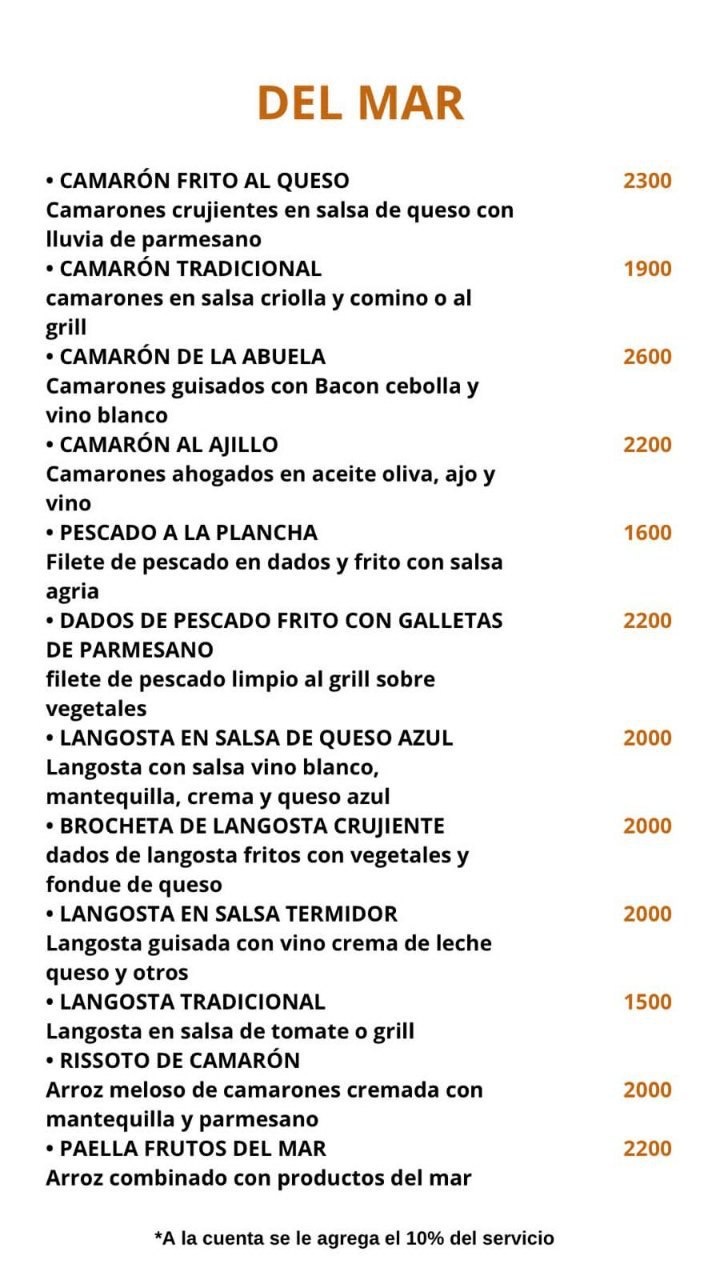 DEL MAR
• CAMARÓN FRITO AL QUESO 2300
Camarones crujientes en salsa de queso con
lluvia de parmesano
• CAMARÓN TRADICIONAL 1900
camarones en salsa criolla y comino o al
grill
• CAMARÓN DE LA ABUELA 2600
Camarones guisados con Bacon cebolla y
vino blanco
• CAMARÓN AL AJILLO 2200
Camarones ahogados en aceite oliva, ajo y
vino
• PESCADO A LA PLANCHA 1600
Filete de pescado en dados y frito con salsa
agria
• DADOS DE PESCADO FRITO CON GALLETAS 2200
DE PARMESANO
filete de pescado limpio al grill sobre
vegetales
• LANGOSTA EN SALSA DE QUESO AZUL 2000
Langosta con salsa vino blanco,
mantequilla, crema y queso azul
• BROCHETA DE LANGOSTA CRUJIENTE 2000
dados de langosta fritos con vegetales y
fondue de queso
• LANGOSTA EN SALSA TERMIDOR 2000
Langosta guisada con vino crema de leche
queso y otros
• LANGOSTA TRADICIONAL 1500
Langosta en salsa de tomate o grill
• RISSOTO DE CAMARÓN
Arroz meloso de camarones cremada con 2000
mantequilla y parmesano
• PAELLA FRUTOS DEL MAR 2200
Arroz combinado con productos del mar
*A la cuenta se le agrega el 10% del servicio